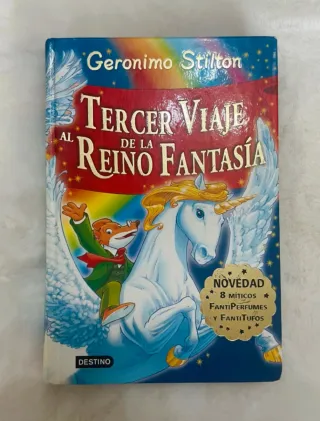 Geronimo Stilton
TERCER VIAJE
AL DE LA
REINO FANTASÍA
NOVEDAD
8 MÍTICOS
FANTIPERFUMES
Y FANTITUFOS
DESTINO